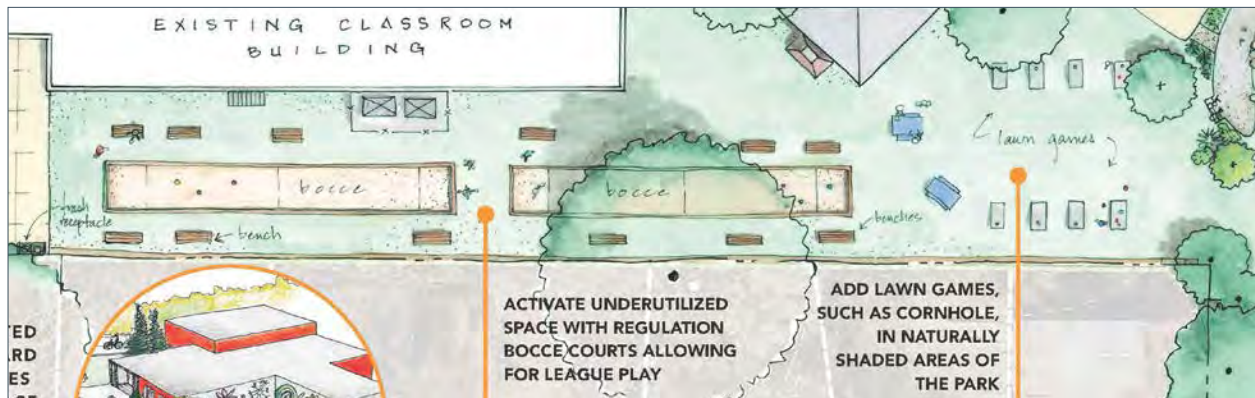 EXISTING CLASSROOM
BUILDING
lawn games
bocce
bocce
trash
receptacle
bench
benches
ACTIVATE UNDERUTILIZED
SPACE WITH REGULATION
BOCCE COURTS ALLOWING
FOR LEAGUE PLAY
ADD LAWN GAMES,
SUCH AS CORNHOLE,
IN NATURALLY
SHADED AREAS OF
THE PARK
TED
ARD
ES